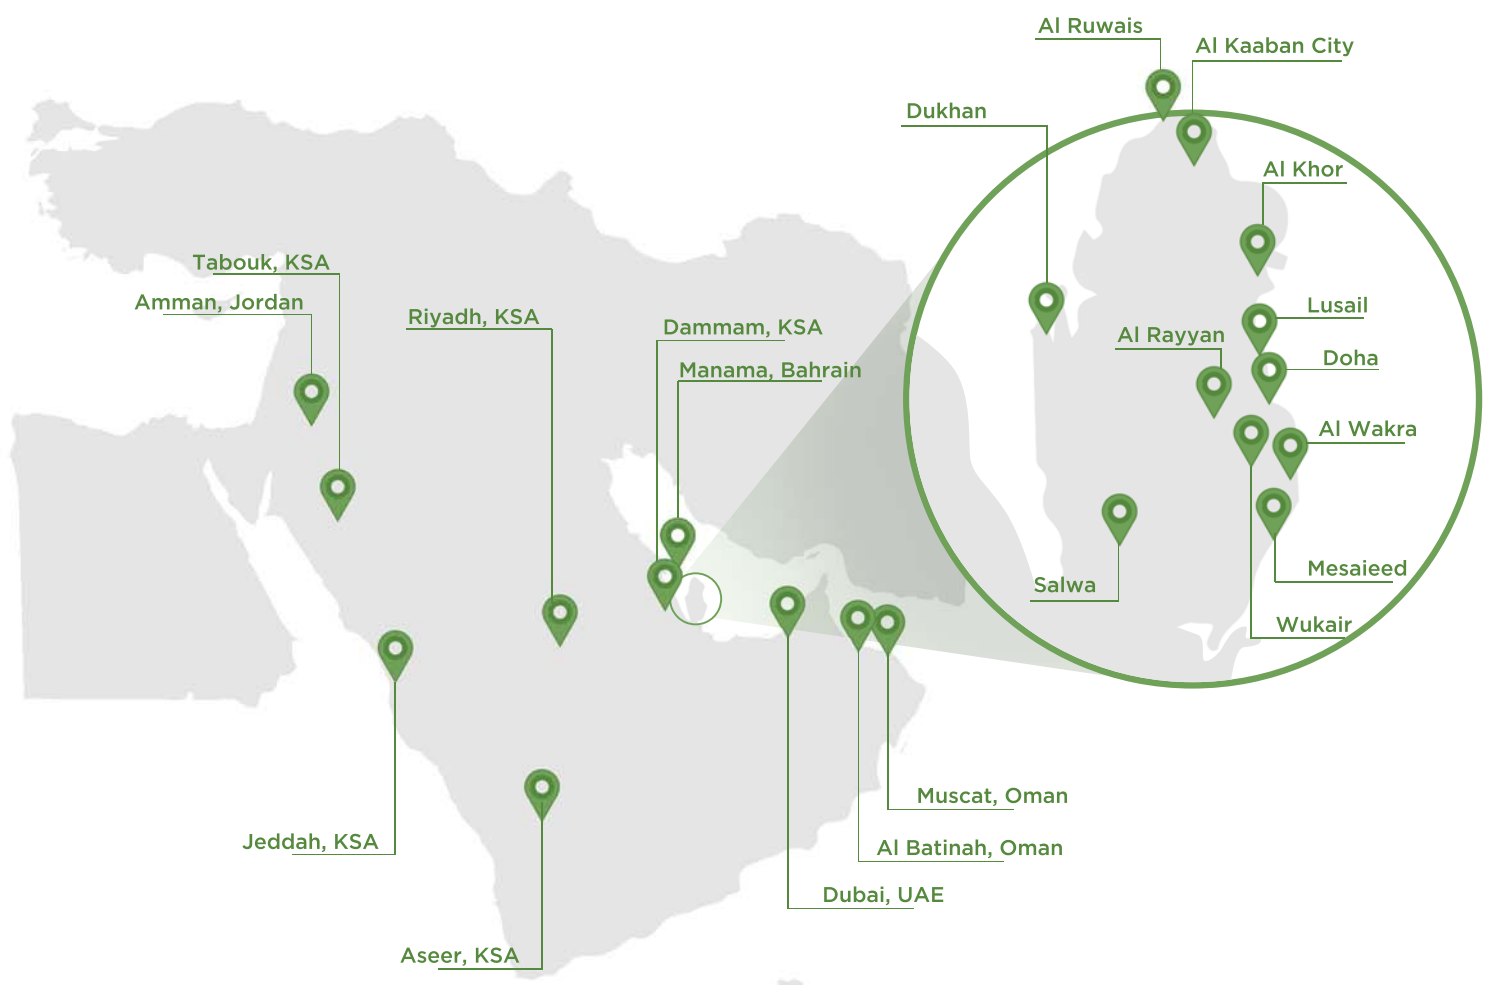 Al Ruwais
Al Kaaban City
Dukhan
Al Khor
Tabouk, KSA
Amman, Jordan
Riyadh, KSA
Dammam, KSA
Manama, Bahrain
Lusail
Al Rayyan
Doha
Al Wakra
Salwa
Mesaieed
Wukair
Muscat, Oman
Jeddah, KSA
Al Batinah, Oman
Dubai, UAE
Aseer, KSA